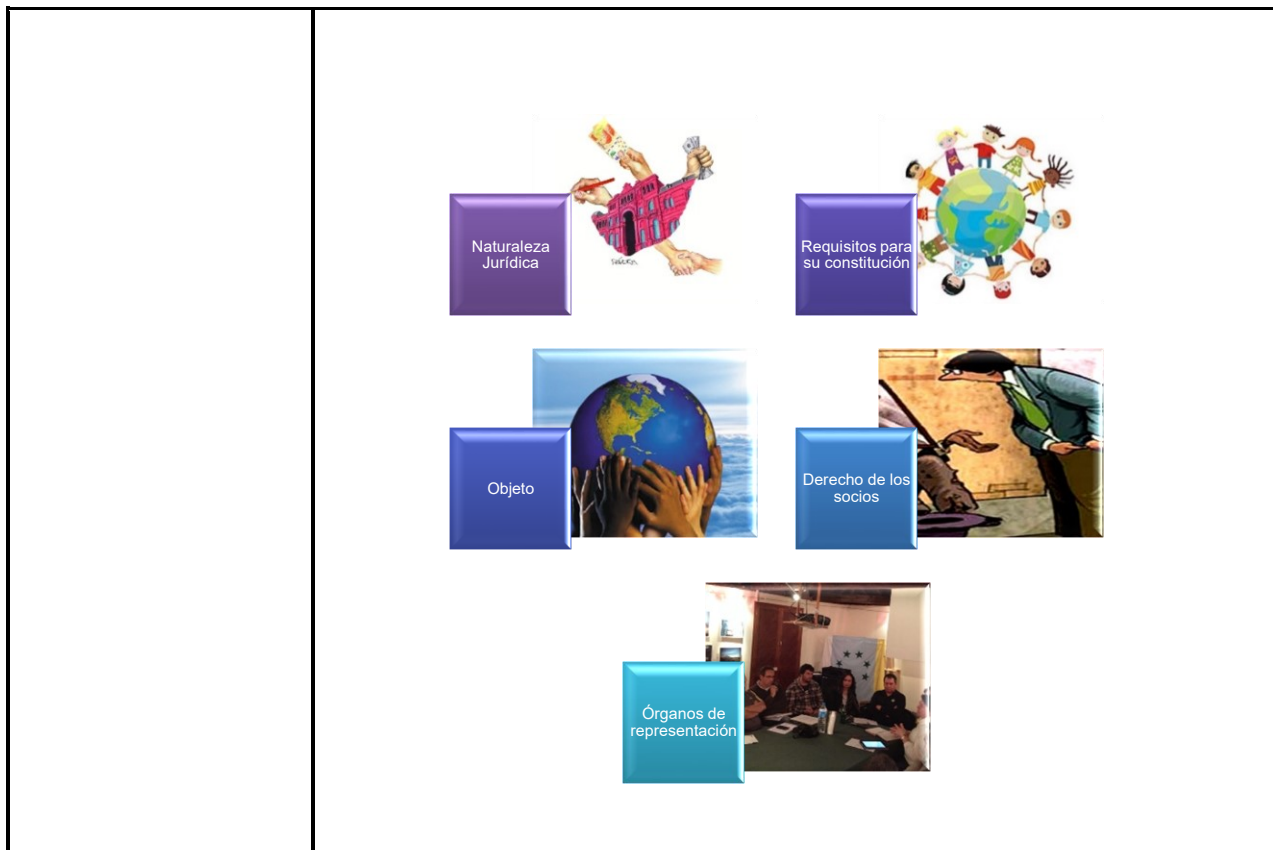 Naturaleza
Jurídica
Requisitos para
su constitución
Objeto
Derecho de los
socios
Órganos de
representación